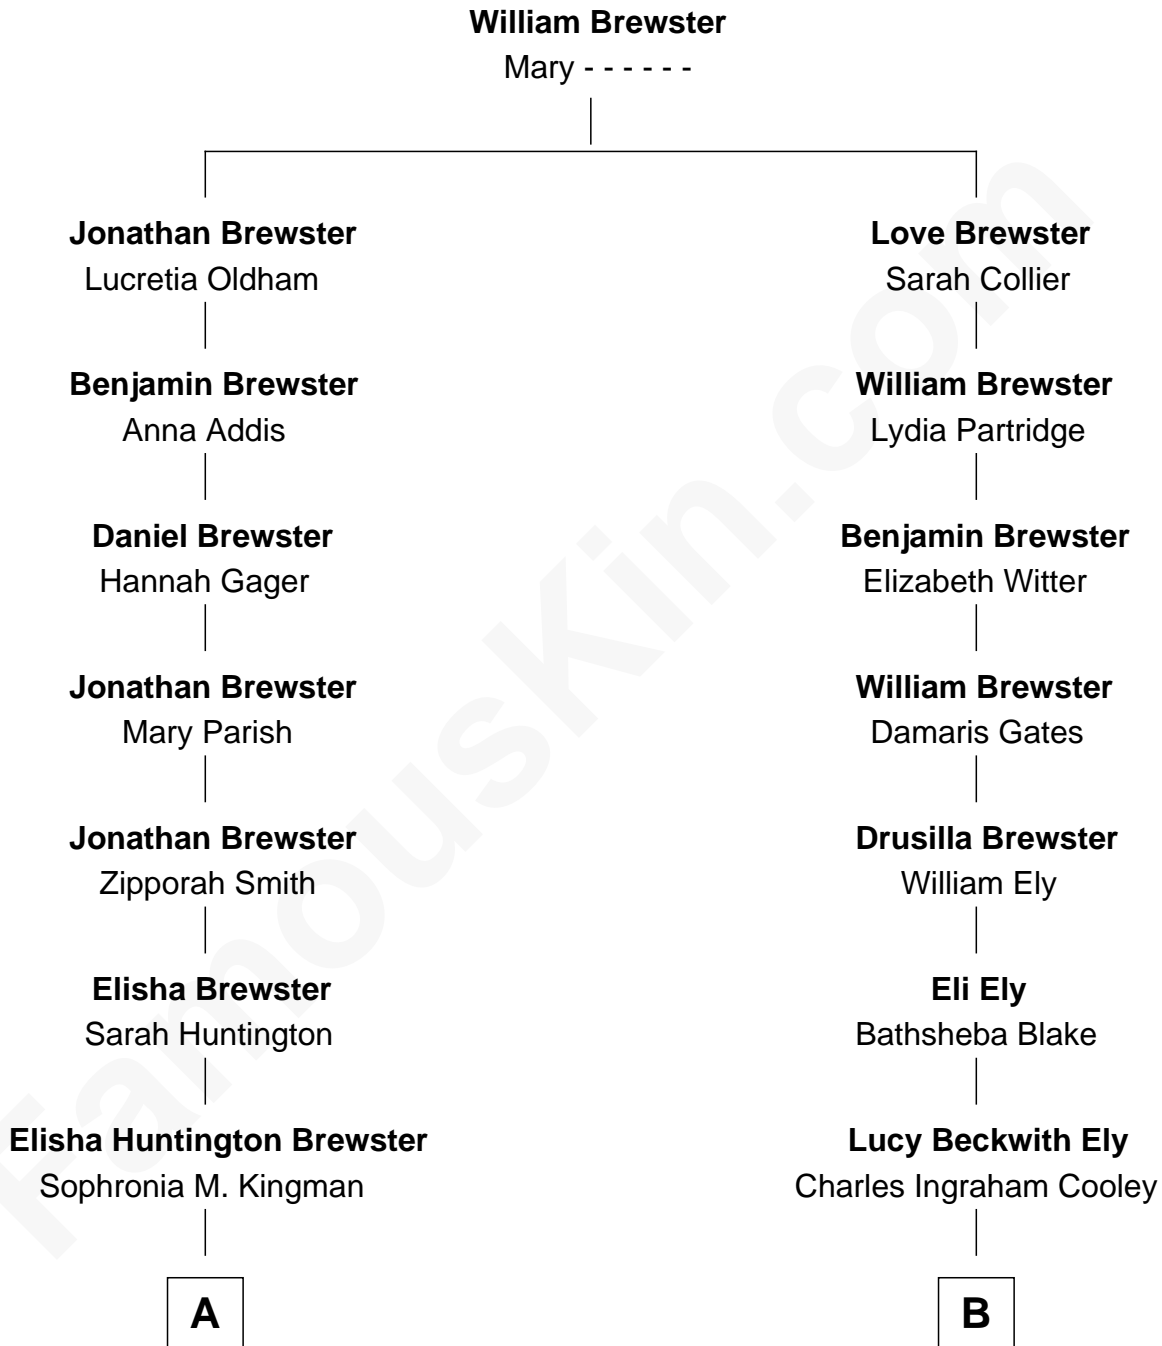 William Brewster
Mary - - - - - -
Jonathan Brewster
Lucretia Oldham
Love Brewster
Sarah Collier
Benjamin Brewster
Anna Addis
William Brewster
Lydia Partridge
Daniel Brewster
Hannah Gager
Benjamin Brewster
Elizabeth Witter
Jonathan Brewster
Mary Parish
William Brewster
Damaris Gates
Jonathan Brewster
Zipporah Smith
Drusilla Brewster
William Ely
Elisha Brewster
Sarah Huntington
Eli Ely
Bathsheba Blake
Elisha Huntington Brewster
Sophronia M. Kingman
Lucy Beckwith Ely
Charles Ingraham Cooley
A
B
FamousKin.com